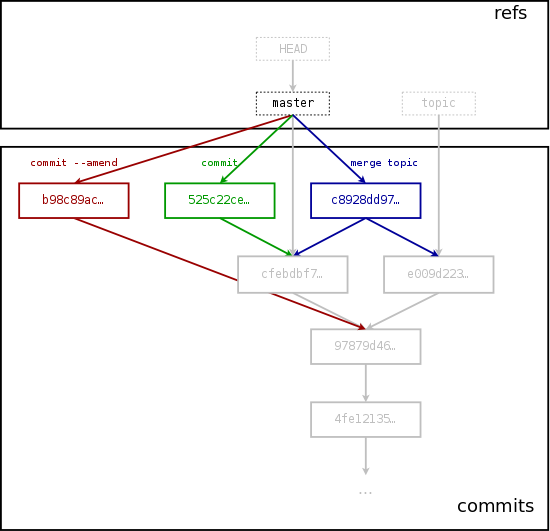 refs
HEAD
master
topic
commit --amend
commit
merge topic
b98c89ac…
525c22ce…
c8928dd97…
cfebdbf7…
e009d223…
97879d46…
4fe12135…
...
commits